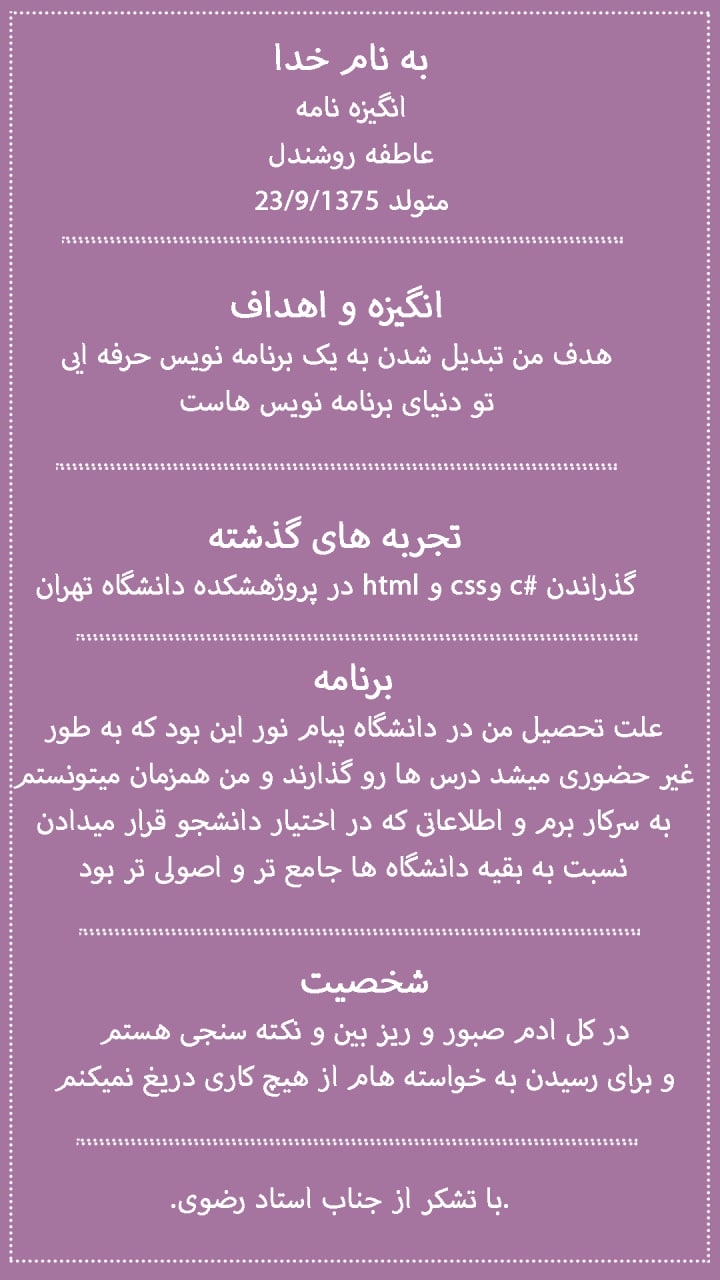 به نام خدا
انگیزه نامه
عاطفه روشندل
متولد 23/9/1375
انگیزه و اهداف
هدف من تبدیل شدن به یک برنامه نویس حرفه ایی
تو دنیای برنامه نویس هاست
تجربه های گذشته
گذراندن #c وcss و html در پروژهشکده دانشگاه تهران
برنامه
علت تحصیل من در دانشگاه پیام نور این بود که به طور
غیر حضوری میشد درس ها رو گذارند و من همزمان میتونستم
به سرکار برم و اطلاعاتی که در اختیار دانشجو قرار میدادن
نسبت به بقیه دانشگاه ها جامع تر و اصولی تر بود
شخصیت
در کل ادم صبور و ریز بین و نکته سنجی هستم
و برای رسیدن به خواسته هام از هیچ کاری دریغ نمیکنم
.با تشکر از جناب استاد رضوی.